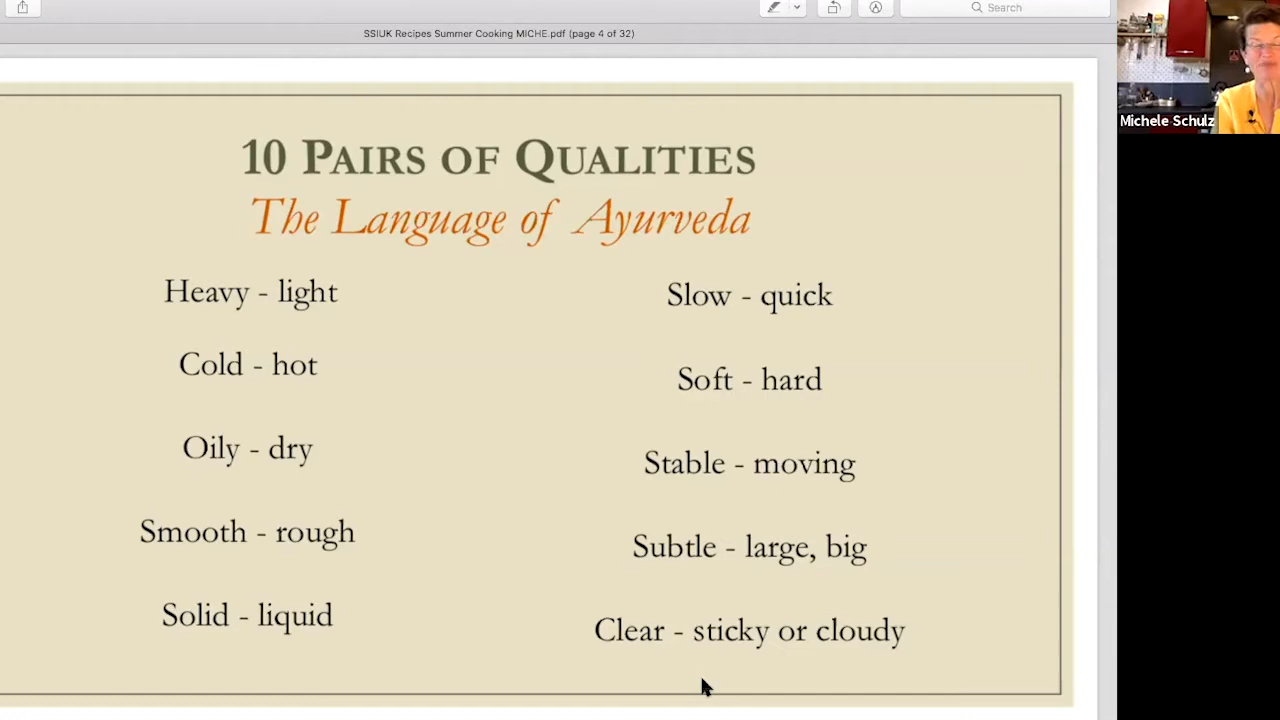 Search
SSIUK Recipes Summer Cooking MICHE.pdf (page 4 of 32)
Michele Schulz
10 PAIRS OF QUALITIES
The Language of Ayurveda
Heavy - light
Cold - hot
Oily - dry
Smooth - rough
Solid - liquid
Slow - quick
Soft - hard
Stable - moving
Subtle - large, big
Clear - sticky or cloudy